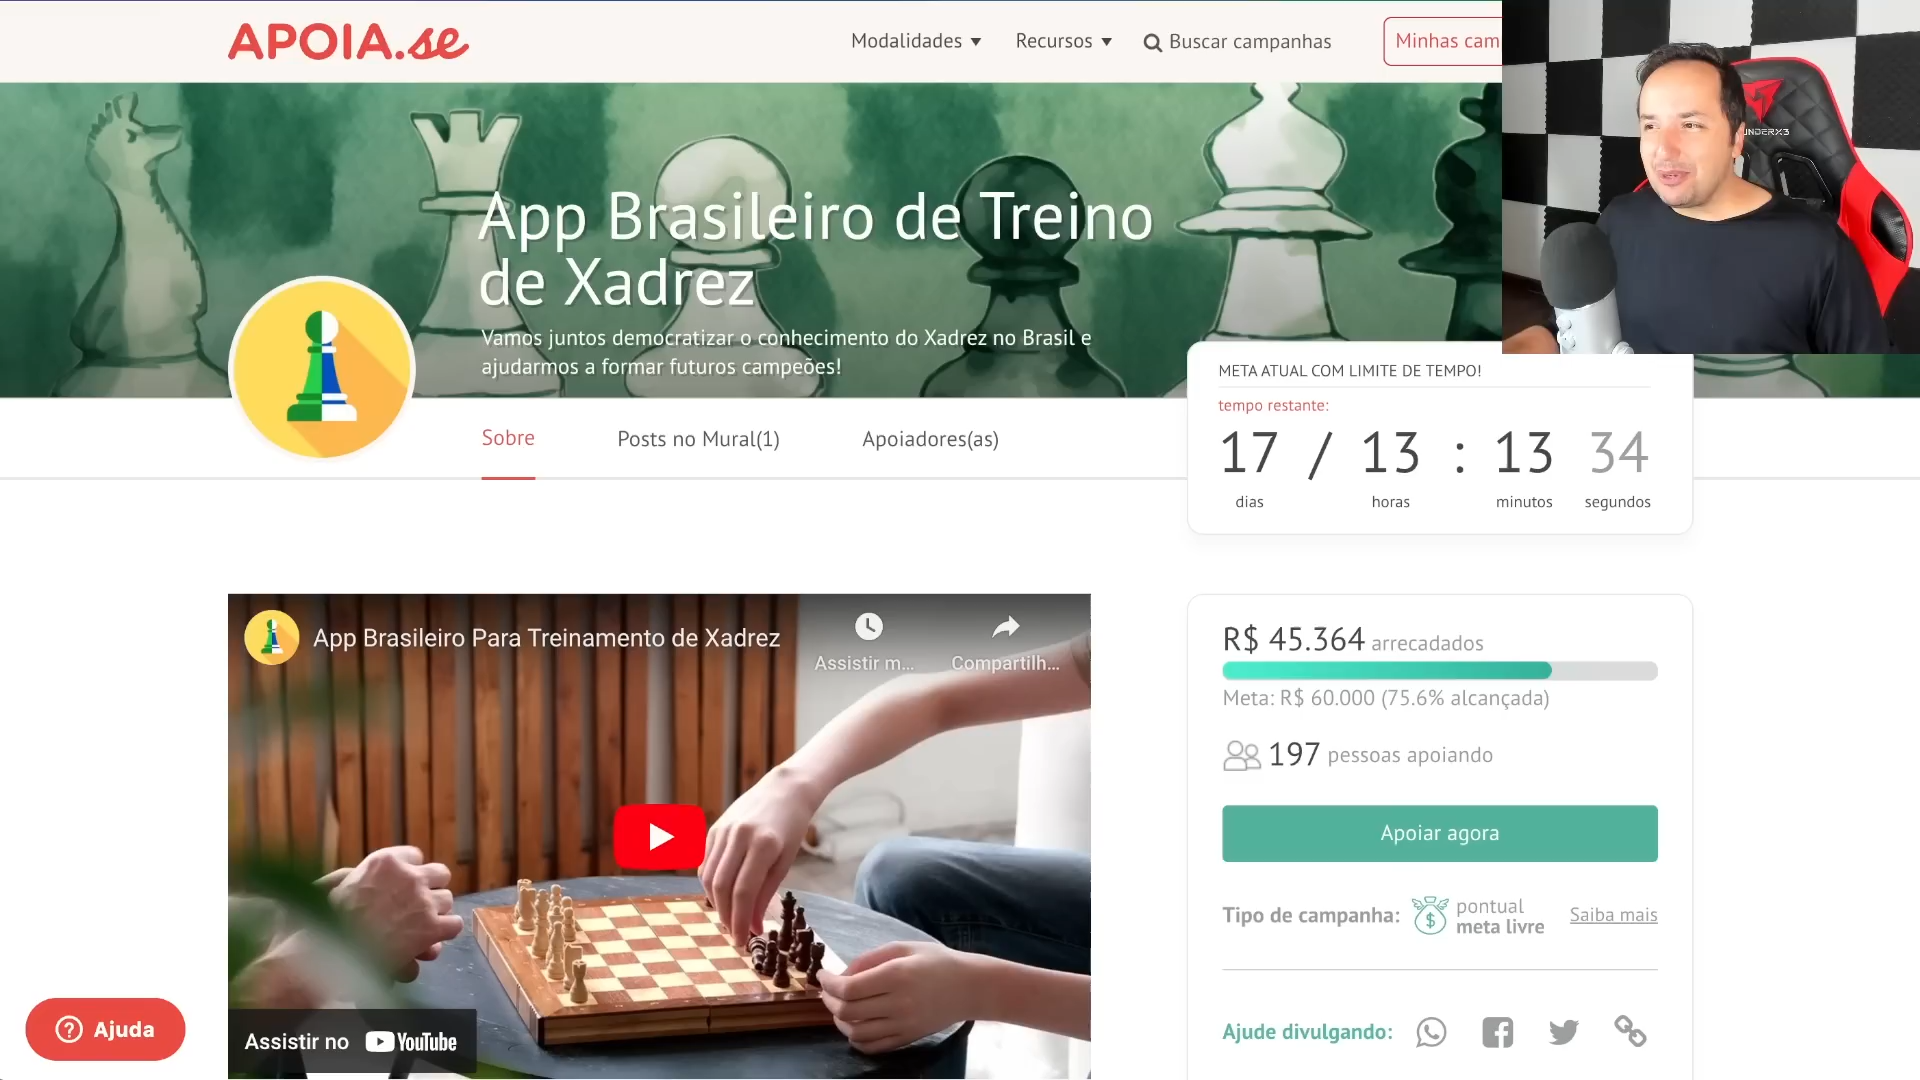 APOIA.se
Modalidades
Recursos
Buscar campanhas
Minhas cam
UNDERX3
App Brasileiro de Treino
de Xadrez
Vamos juntos democratizar o conhecimento do Xadrez no Brasil e
ajudarmos a formar futuros campeões!
Sobre
Posts no Mural(1)
Apoiadores(as)
META ATUAL COM LIMITE DE TEMPO!
tempo restante:
17 / 13 : 13 34
dias horas minutos segundos
App Brasileiro Para Treinamento de Xadrez
Assistir m...
Compartilh...
Assistir no YouTube
R$ 45.364 arrecadados
Meta: R$ 60.000 (75.6% alcançada)
197 pessoas apoiando
Apoiar agora
Tipo de campanha:
$
pontual
meta livre
Saiba mais
Ajude divulgando:
? Ajuda